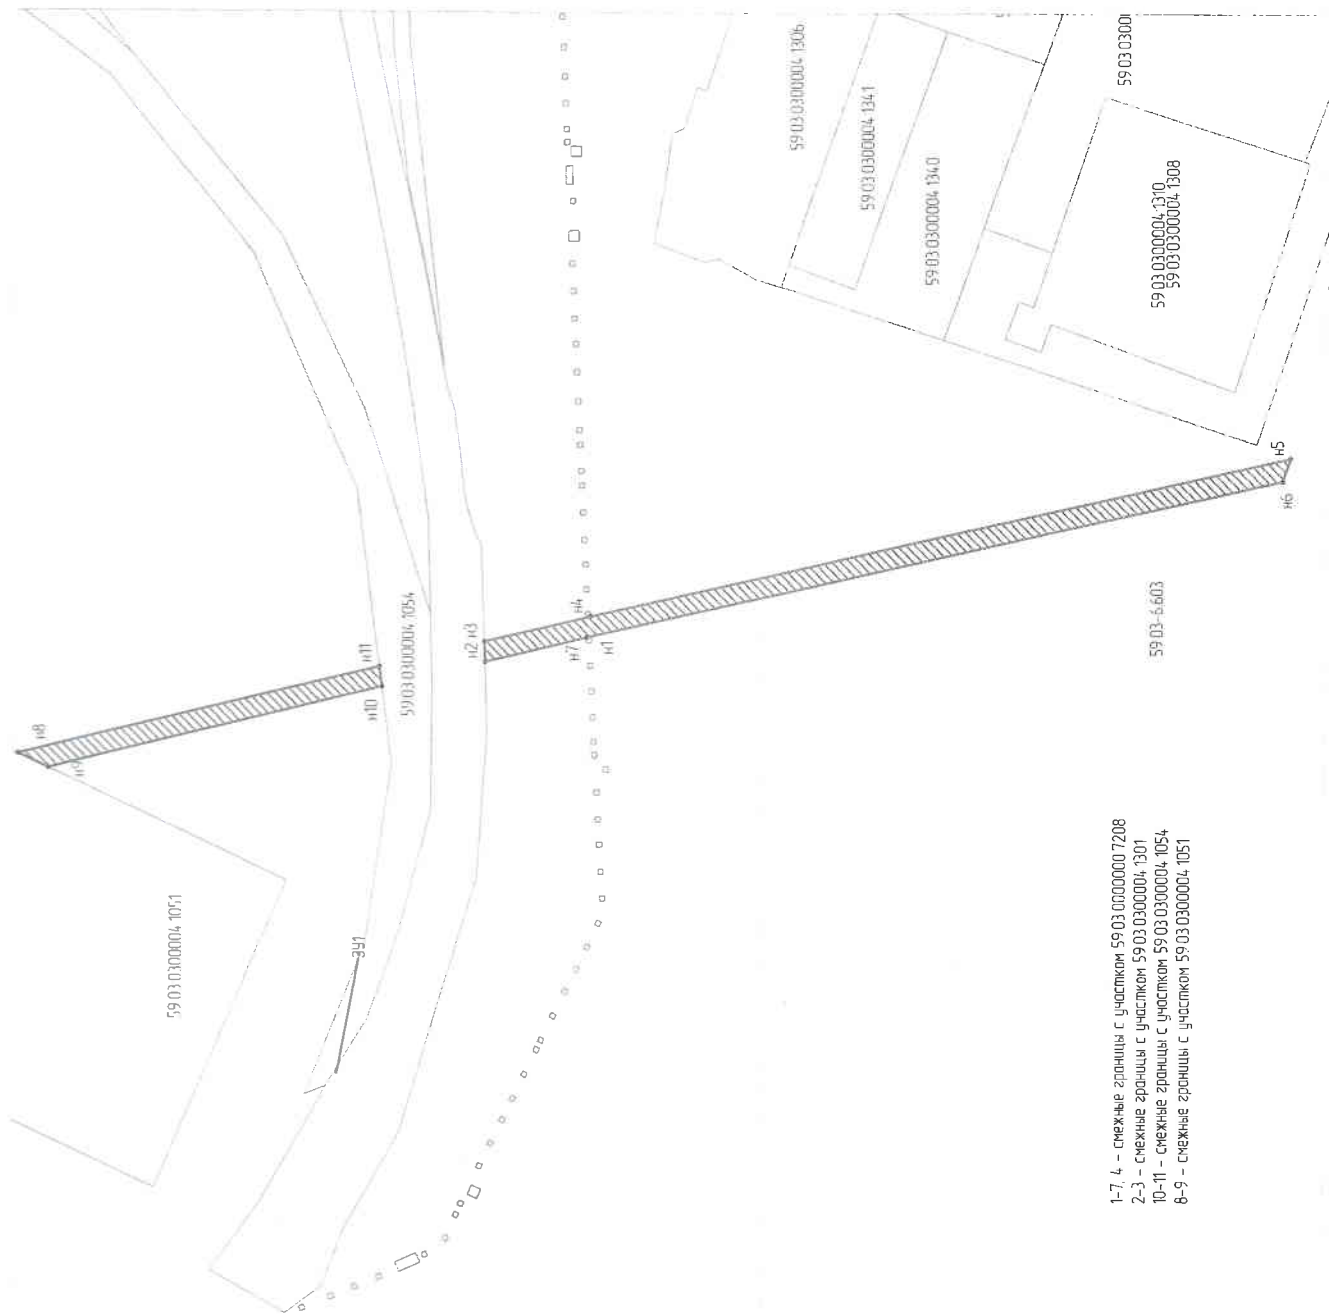 59 03 0300004 1306
59 03 0300004 1341
59 03 0300004 1340
59 03 0300
59 03 0300004 1310
59 03 0300004 1308
н5
н6
н4
н3
н2
н7
н1
н11
59 03 0300004 1054
н10
59 03-6.603
н8
н9
59 03 0300004 1051
ЗУ1
1-7, 4 - смежные границы с участком 59 03 0000000 7208
2-3 - смежные границы с участком 59 03 0300004 1301
10-11 - смежные границы с участком 59 03 0300004 1054
8-9 - смежные границы с участком 59 03 0300004 1051